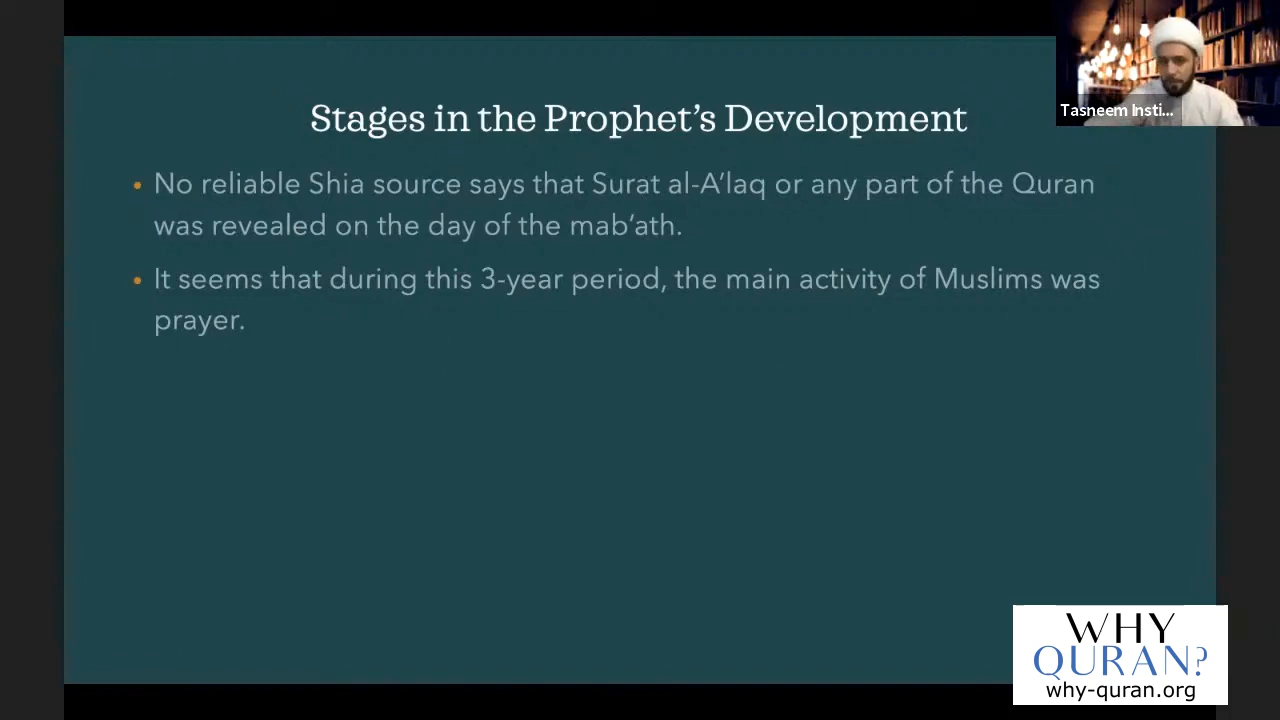 Tasneem Insti...
Stages in the Prophet’s Development
• No reliable Shia source says that Surat al-A’laq or any part of the Quran
was revealed on the day of the mab’ath.
• It seems that during this 3-year period, the main activity of Muslims was
prayer.
WHY
QURAN?
why-quran.org